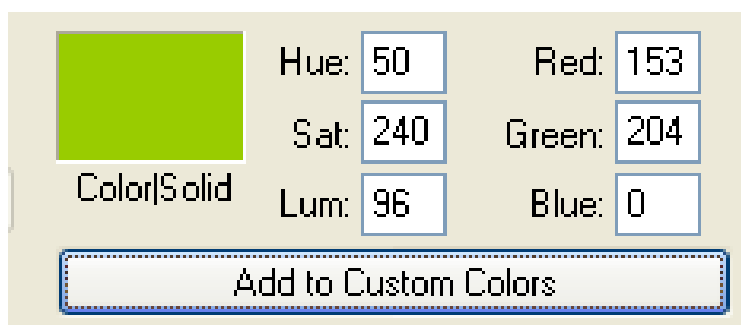 Hue: 50 Red: 153
Sat: 240 Green: 204
Color|Solid
Lum: 96 Blue: 0
Add to Custom Colors